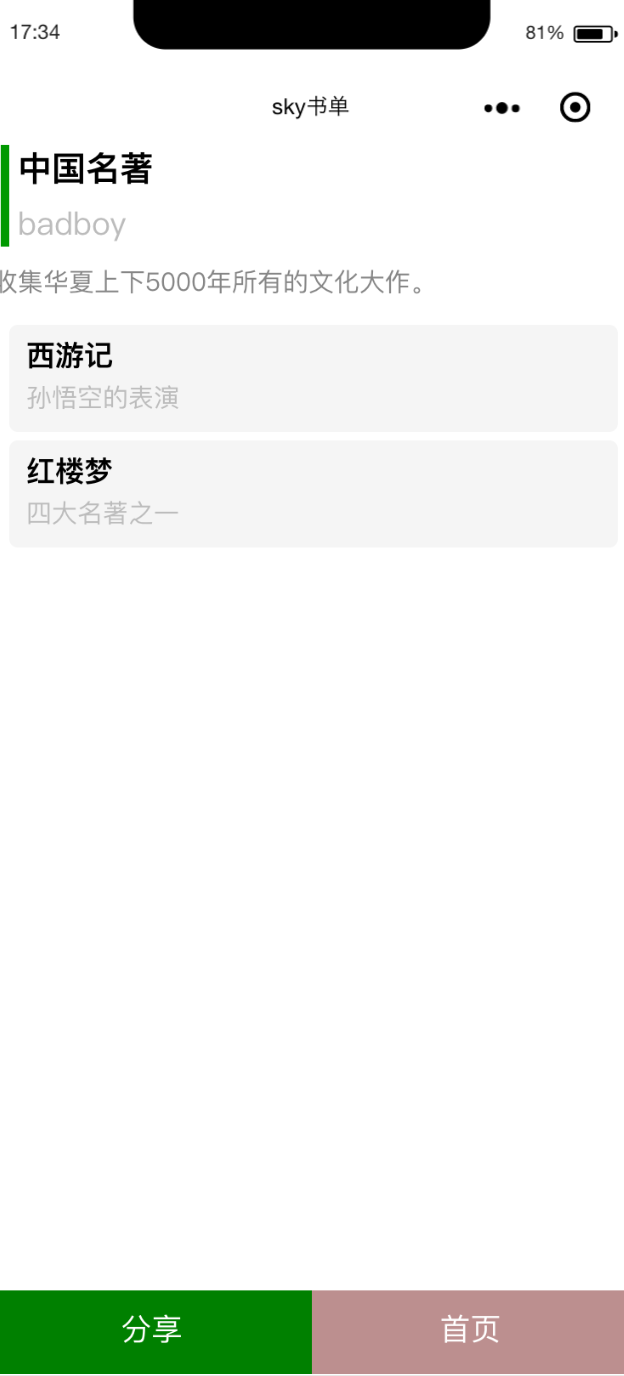 17:34
81%
sky书单
中国名著
badboy
收集华夏上下5000年所有的文化大作。
西游记
孙悟空的表演
红楼梦
四大名著之一
分享
首页